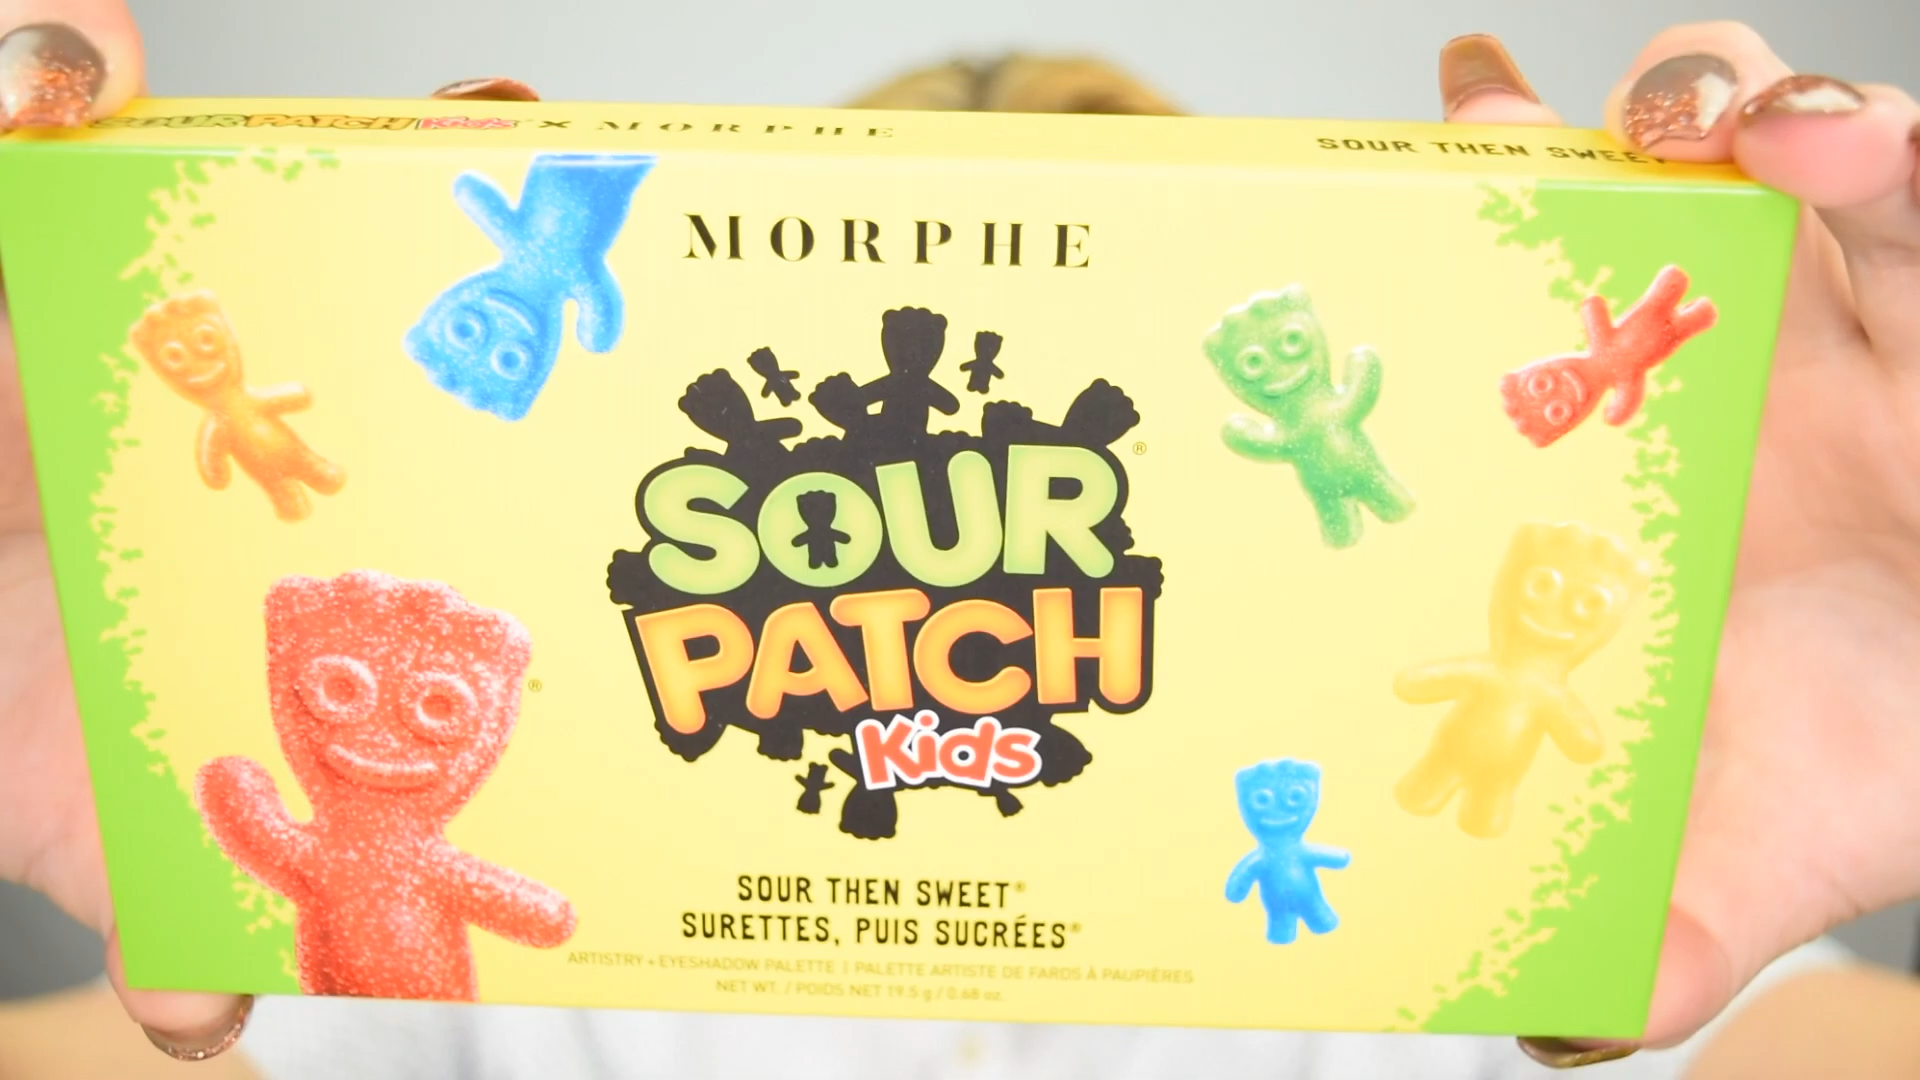 SOUR PATCH Kids × MORPHE
SOUR THEN SWEET
MORPHE
SOUR
PATCH
Kids
SOUR THEN SWEET®
SURETTES, PUIS SUCRÉES®
ARTISTRY + EYESHADOW PALETTE | PALETTE ARTISTE DE FARDS À PAUPIÈRES
NET WT. / POIDS NET 19.5 g / 0.68 oz.